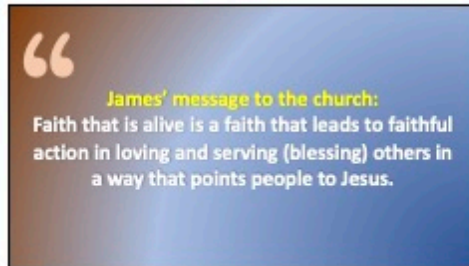 “
James’ message to the church:
Faith that is alive is a faith that leads to faithful
action in loving and serving (blessing) others in
a way that points people to Jesus.